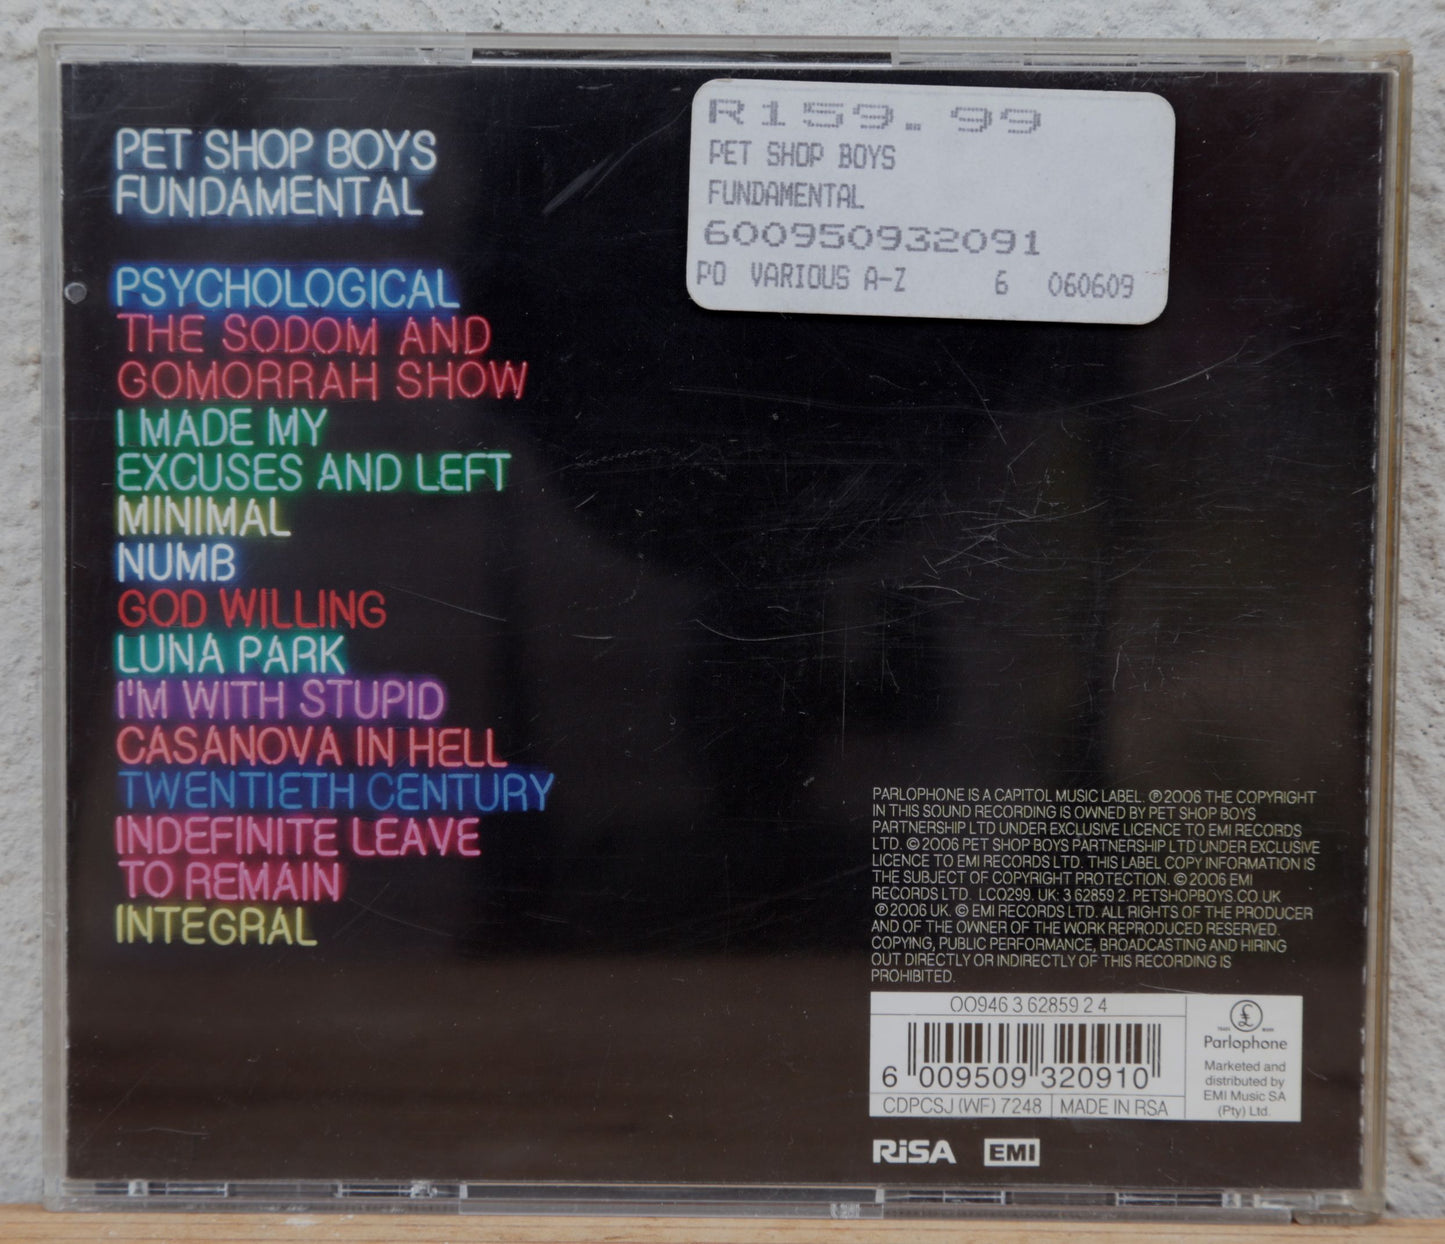 PET SHOP BOYS
FUNDAMENTAL
PSYCHOLOGICAL
THE SODOM AND
GOMORRAH SHOW
I MADE MY
EXCUSES AND LEFT
MINIMAL
NUMB
GOD WILLING
LUNA PARK
I'M WITH STUPID
CASANOVA IN HELL
TWENTIETH CENTURY
INDEFINITE LEAVE
TO REMAIN
INTEGRAL
R159.99
PET SHOP BOYS
FUNDAMENTAL
600950932091
PO VARIOUS A-Z 6 060609
PARLOPHONE IS A CAPITOL MUSIC LABEL. ℗2006 THE COPYRIGHT
IN THIS SOUND RECORDING IS OWNED BY PET SHOP BOYS
PARTNERSHIP LTD UNDER EXCLUSIVE LICENCE TO EMI RECORDS
LTD. ©2006 PET SHOP BOYS PARTNERSHIP LTD UNDER EXCLUSIVE
LICENCE TO EMI RECORDS LTD. THIS LABEL COPY INFORMATION IS
THE SUBJECT OF COPYRIGHT PROTECTION. ©2006 EMI
RECORDS LTD. LC0299. UK: 3 62859 2. PETSHOPBOYS.CO.UK
℗2006 UK. © EMI RECORDS LTD. ALL RIGHTS OF THE PRODUCER
AND OF THE OWNER OF THE WORK REPRODUCED RESERVED.
COPYING, PUBLIC PERFORMANCE, BROADCASTING AND HIRING
OUT DIRECTLY OR INDIRECTLY OF THIS RECORDING IS
PROHIBITED.
00946 3 62859 2 4
6 009509 320910
CDPCSJ (WF) 7248 MADE IN RSA
TRADE MARK
Parlophone
Marketed and
distributed by
EMI Music SA
(Pty) Ltd.
RiSA EMI